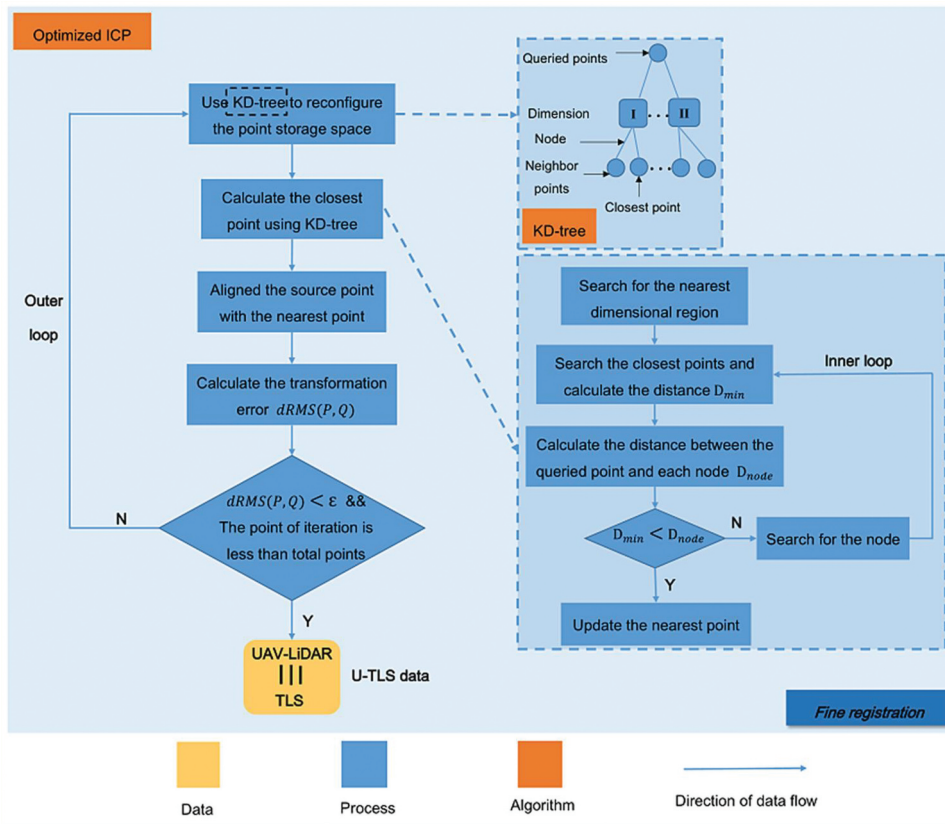 Optimized ICP
Use KD-tree to reconfigure
the point storage space
Calculate the closest
point using KD-tree
Aligned the source point
with the nearest point
Calculate the transformation
error dRMS(P,Q)
dRMS(P,Q) < ε &&
The point of iteration is
less than total points
Outer
loop
N
Y
UAV-LiDAR
TLS
U-TLS data
Queried points
Dimension
I
...
II
Node
Neighbor
points
...
Closest point
KD-tree
Search for the nearest
dimensional region
Search the closest points and
calculate the distance D_min
Inner loop
Calculate the distance between the
queried point and each node D_node
D_min < D_node
N
Search for the node
Y
Update the nearest point
Fine registration
Data
Process
Algorithm
Direction of data flow